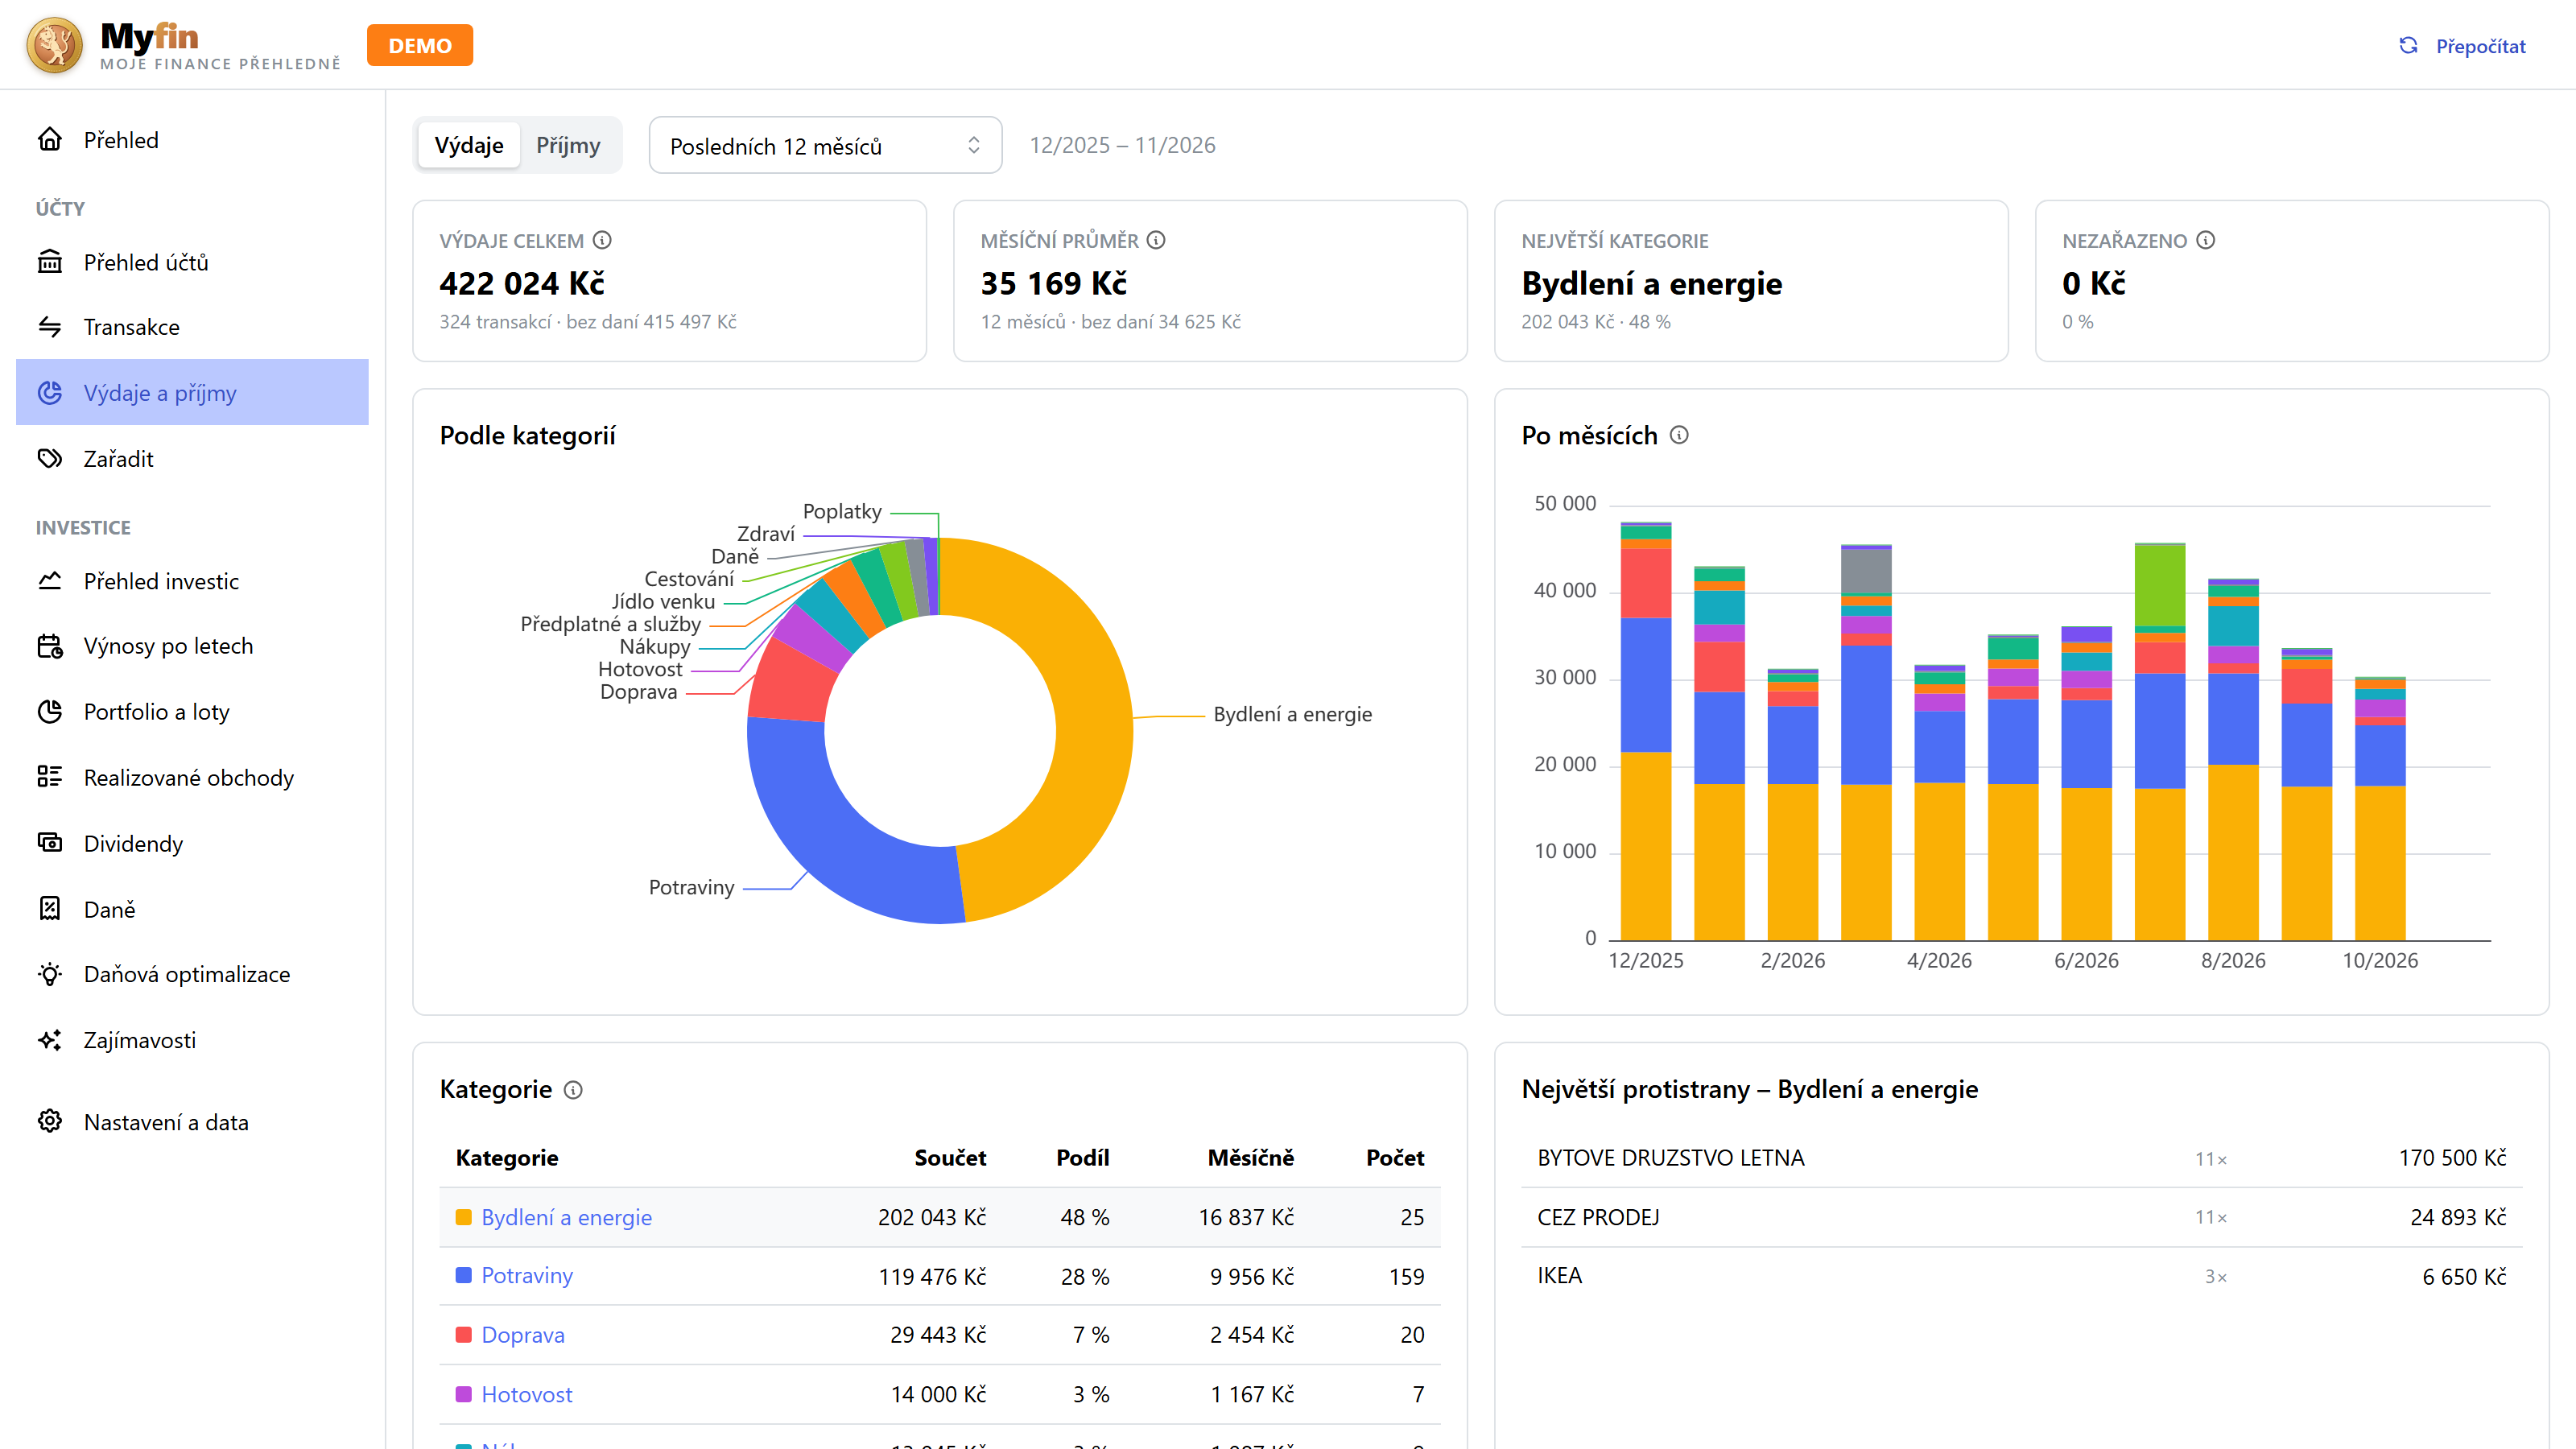 Myfin
MOJE FINANCE PŘEHLEDNĚ
DEMO
Přepočítat
Přehled
ÚČTY
Přehled účtů
Transakce
Výdaje a příjmy
Zařadit
INVESTICE
Přehled investic
Výnosy po letech
Portfolio a loty
Realizované obchody
Dividendy
Daně
Daňová optimalizace
Zajímavosti
Nastavení a data
Výdaje Příjmy
Posledních 12 měsíců
12/2025 – 11/2026
VÝDAJE CELKEM
422 024 Kč
324 transakcí · bez daní 415 497 Kč
MĚSÍČNÍ PRŮMĚR
35 169 Kč
12 měsíců · bez daní 34 625 Kč
NEJVĚTŠÍ KATEGORIE
Bydlení a energie
202 043 Kč · 48 %
NEZAŘAZENO
0 Kč
0 %
Podle kategorií
Poplatky
Zdraví
Daně
Cestování
Jídlo venku
Předplatné a služby
Nákupy
Hotovost
Doprava
Bydlení a energie
Potraviny
Po měsících
50 000
40 000
30 000
20 000
10 000
0
12/2025 2/2026 4/2026 6/2026 8/2026 10/2026
Kategorie
Kategorie Součet Podíl Měsíčně Počet
Bydlení a energie 202 043 Kč 48 % 16 837 Kč 25
Potraviny 119 476 Kč 28 % 9 956 Kč 159
Doprava 29 443 Kč 7 % 2 454 Kč 20
Hotovost 14 000 Kč 3 % 1 167 Kč 7
Největší protistrany – Bydlení a energie
BYTOVE DRUZSTVO LETNA 11× 170 500 Kč
CEZ PRODEJ 11× 24 893 Kč
IKEA 3× 6 650 Kč